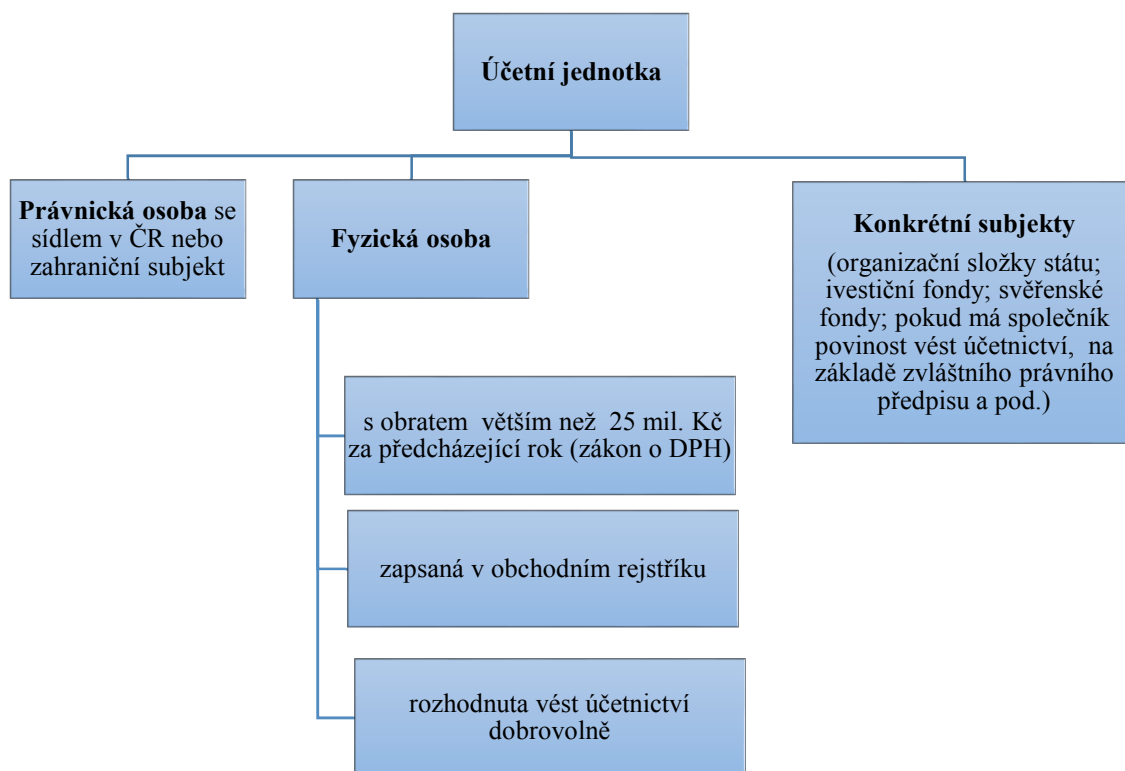 Účetní jednotka
Právnická osoba se
sídlem v ČR nebo
zahraniční subjekt
Fyzická osoba
s obratem větším než 25 mil. Kč
za předcházející rok (zákon o DPH)
zapsaná v obchodním rejstříku
rozhodnuta vést účetnictví
dobrovolně
Konkrétní subjekty
(organizační složky státu;
ivestiční fondy; svěřenské
fondy; pokud má společník
povinost vést účetnictví, na
základě zvláštního právního
předpisu a pod.)